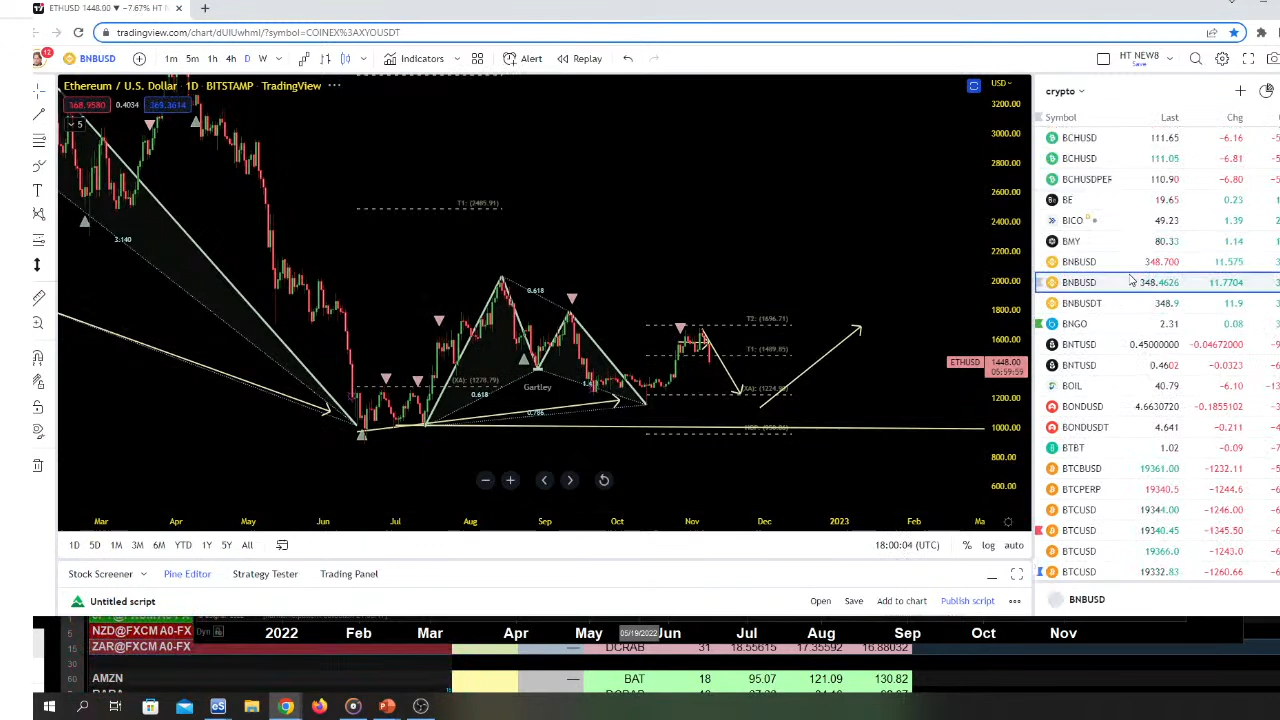 ETHUSD 1448.00 ▼ −7.67% HT N
tradingview.com/chart/dUIUwhml/?symbol=COINEX%3AXYOUSDT
12
BNBUSD
1m 5m 1h 4h D W
Indicators
Alert
Replay
HT NEW8
Save
Ethereum / U.S. Dollar 1D BITSTAMP TradingView
USD
crypto
Symbol Last Chg
0.4034
5
3200.00
3000.00
2800.00
2600.00
2400.00
2200.00
2000.00
1800.00
1600.00
1200.00
1000.00
800.00
600.00
T1: (2485.91)
3.140
0.618
T2: (1696.71)
T1: (1489.85)
ETHUSD 1448.00
05:59:59
(XA): (1278.79)
Gartley
0.618
0.786
BCHUSD 111.65 −6.16
BCHUSD 111.05 −6.81
BCHUSDPER 110.90 −6.80
BE 19.65 0.23
BICO 49.23 1.39
BMY 80.33 1.14
BNBUSD 348.700 11.575
BNBUSD 348.4626 11.7704
BNBUSDT 348.9 11.9
BNGO 2.31 0.08
BNTUSD 0.45000000 −0.04672000
BNTUSD 0.4602 −0.0323
BOIL 40.79 −6.10
BONDUSD 4.6630720 −0.1855102
BONDUSDT 4.641 −0.211
BTBT 1.02 −0.09
BTCBUSD 19361.00 −1232.11
BTCPERP 19340.5 −1244.6
BTCUSD 19344.00 −1246.00
BTCUSD 19340.45 −1345.50
BTCUSD 19366.0 −1243.0
BTCUSD 19332.83 −1260.66
BNBUSD
Mar Apr May Jun Jul Aug Sep Oct Nov Dec 2023 Feb Ma
1D 5D 1M 3M 6M YTD 1Y 5Y All
18:00:04 (UTC) % log auto
Stock Screener Pine Editor Strategy Tester Trading Panel
Untitled script
Open Save Add to chart Publish script
5
NZD@FXCM A0-FX Dyn
2022 Feb Mar Apr May 05/19/2022 Jun Jul Aug Sep Oct Nov
15
ZAR@FXCM A0-FX
DCRAB 31 18.55615 17.35592 16.88032
AMZN
BAT 18 95.07 121.09 130.82